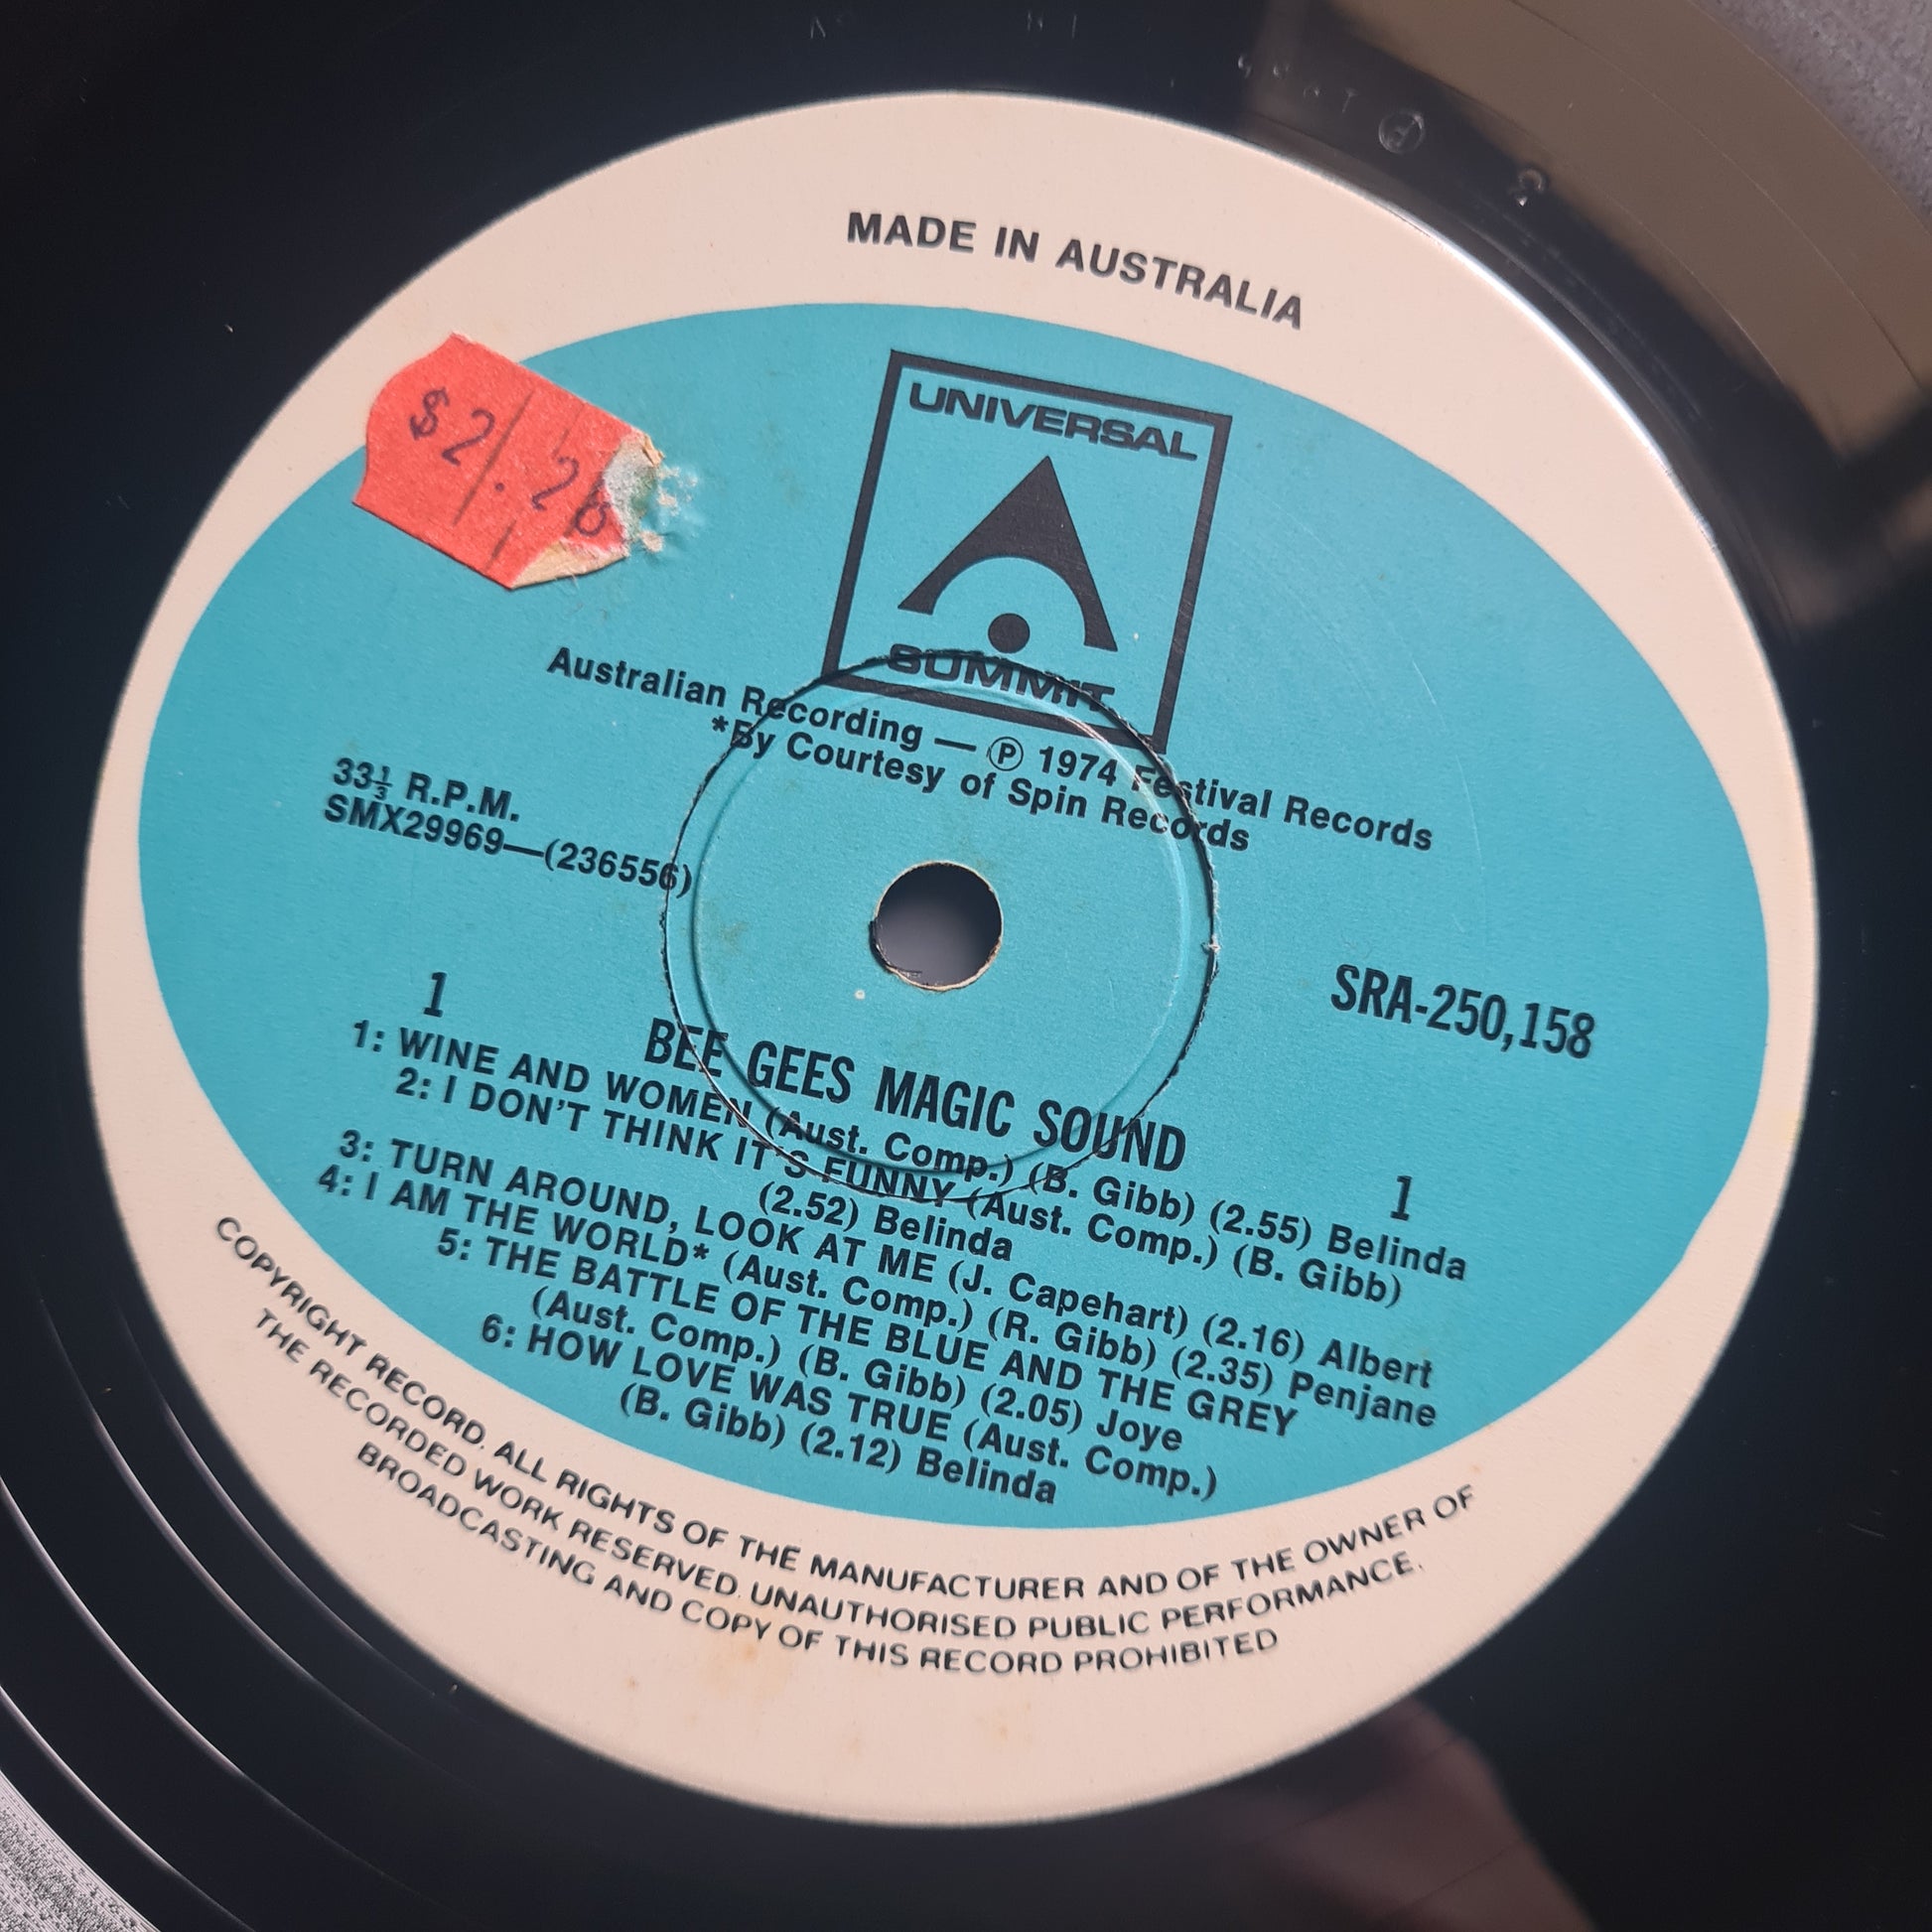 MADE IN AUSTRALIA
$2.
UNIVERSAL
SUMMIT
Australian Recording — Ⓟ 1974 Festival Records
*By Courtesy of Spin Records
33⅓ R.P.M.
SMX29969—(236556)
SRA-250,158
1
1
BEE GEES MAGIC SOUND
1: WINE AND WOMEN (Aust. Comp.) (B. Gibb) (2.55) Belinda
2: I DON'T THINK IT'S FUNNY (Aust. Comp.) (B. Gibb)
(2.52) Belinda
3: TURN AROUND, LOOK AT ME (J. Capehart) (2.16) Albert
4: I AM THE WORLD* (Aust. Comp.) (R. Gibb) (2.35) Penjane
5: THE BATTLE OF THE BLUE AND THE GREY
(Aust. Comp.) (B. Gibb) (2.05) Joye
6: HOW LOVE WAS TRUE (Aust. Comp.)
(B. Gibb) (2.12) Belinda
COPYRIGHT RECORD. ALL RIGHTS OF THE MANUFACTURER AND OF THE OWNER OF
THE RECORDED WORK RESERVED. UNAUTHORISED PUBLIC PERFORMANCE.
BROADCASTING AND COPY OF THIS RECORD PROHIBITED